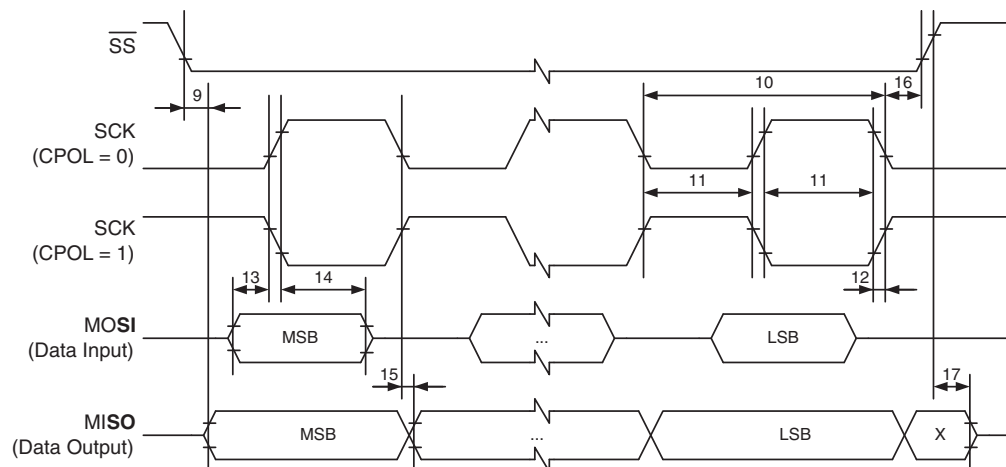 SS
10
9
16
SCK
(CPOL = 0)
11
11
SCK
(CPOL = 1)
13
14
12
MOSI
(Data Input)
MSB
...
LSB
15
17
MISO
(Data Output)
MSB
...
LSB
X